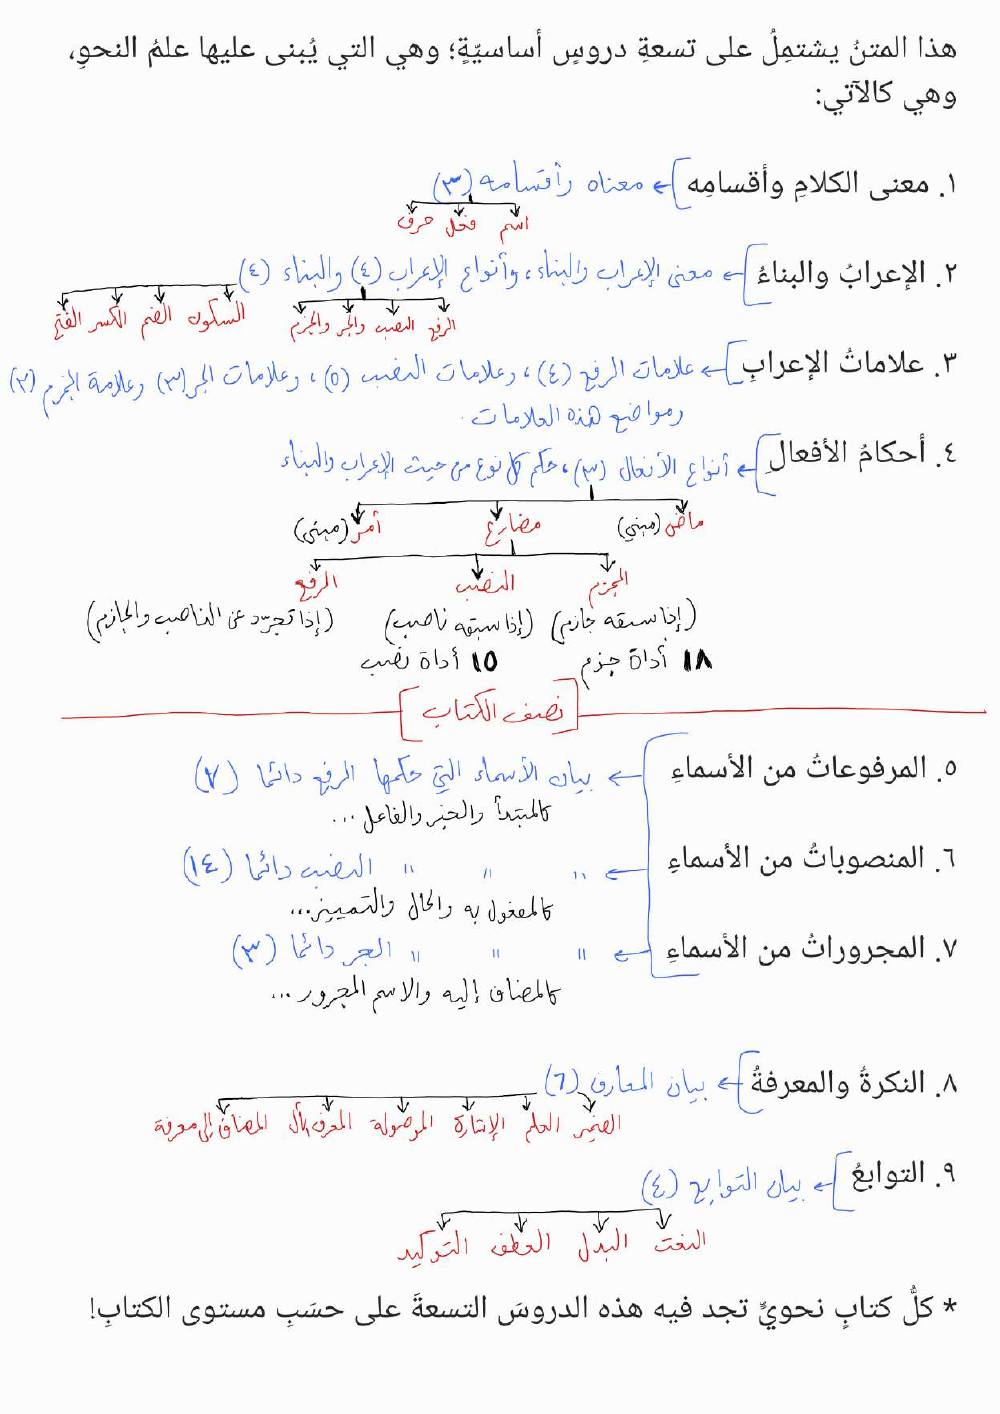 هذا المتنُ يشتمِلُ على تسعةِ دروسٍ أساسيّةٍ؛ وهي التي يُبنى عليها علمُ النحوِ،
وهي كالآتي:
١. معنى الكلامِ وأقسامِه ← معناه وأقسامه (٣)
اسم فعل حرف
٢. الإعرابُ والبناءُ ← معنى الإعراب والبناء، وأنواع الإعراب (٤) والبناء (٤)
الرفع النصب والجر والجزم السكون الضم الكسر الفتح
٣. علاماتُ الإعرابِ ← علامات الرفع (٤)، وعلامات النصب (٥)، وعلامات الجر (٣) وعلامة الجزم (٢)
ومواضع هذه العلامات.
٤. أحكامُ الأفعالِ ← أنواع الأفعال (٣)، حكم كل نوع من حيث الإعراب والبناء
ماضٍ (مبني) مضارع أمر (مبني)
الجزم النصب الرفع
(إذا سبقه جازم) (إذا سبقه ناصب) (إذا تجرّد عن الناصب والجازم)
١٨ أداة جزم ١٥ أداة نصب
[نصف الكتاب]
٥. المرفوعاتُ من الأسماءِ ← بيان الأسماء التي حكمها الرفع دائما (٧)
كالمبتدأ والخبر والفاعل ...
٦. المنصوباتُ من الأسماءِ ← " " " النصب دائما (١٤)
كالمفعول به والحال والتمييز...
٧. المجروراتُ من الأسماءِ ← " " " الجر دائما (٣)
كالمضاف إليه والاسم المجرور ...
٨. النكرةُ والمعرفةُ ← بيان المعارف (٦)
الضمير العلم الإشارة الموصولة المعرف بأل المضاف إلى معرفة
٩. التوابعُ ← بيان التوابع (٤)
النعت البدل العطف التوكيد
* كلُّ كتابٍ نحويٍّ تجد فيه هذه الدروسَ التسعةَ على حسَبِ مستوى الكتابِ!